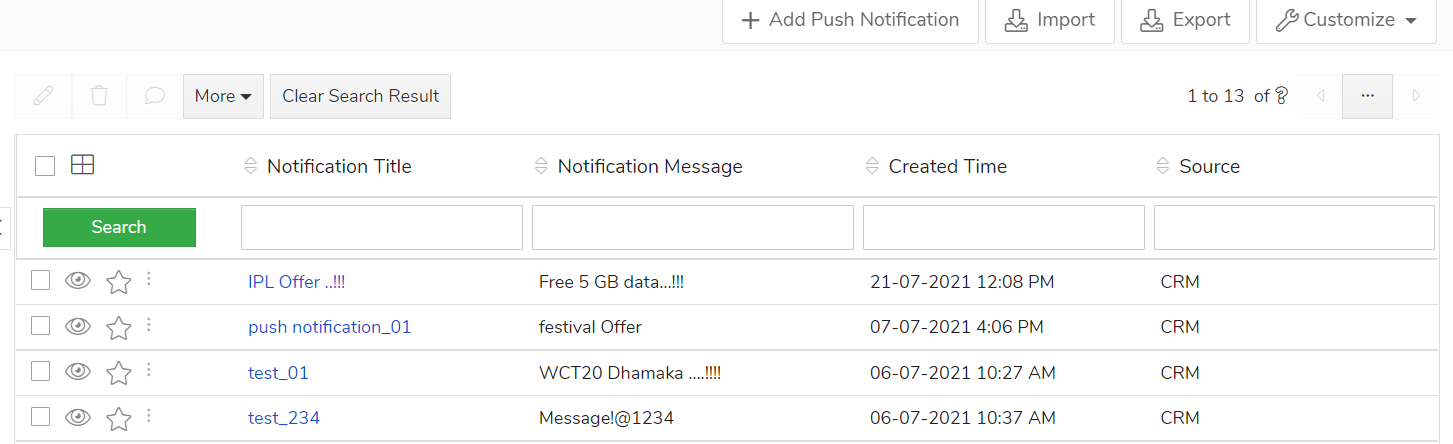 Add Push Notification Import Export Customize
More Clear Search Result 1 to 13 of ? ...
Notification Title Notification Message Created Time Source
Search
IPL Offer ..!!! Free 5 GB data...!!! 21-07-2021 12:08 PM CRM
push notification_01 festival Offer 07-07-2021 4:06 PM CRM
test_01 WCT20 Dhamaka ....!!!! 06-07-2021 10:27 AM CRM
test_234 Message!@1234 06-07-2021 10:37 AM CRM